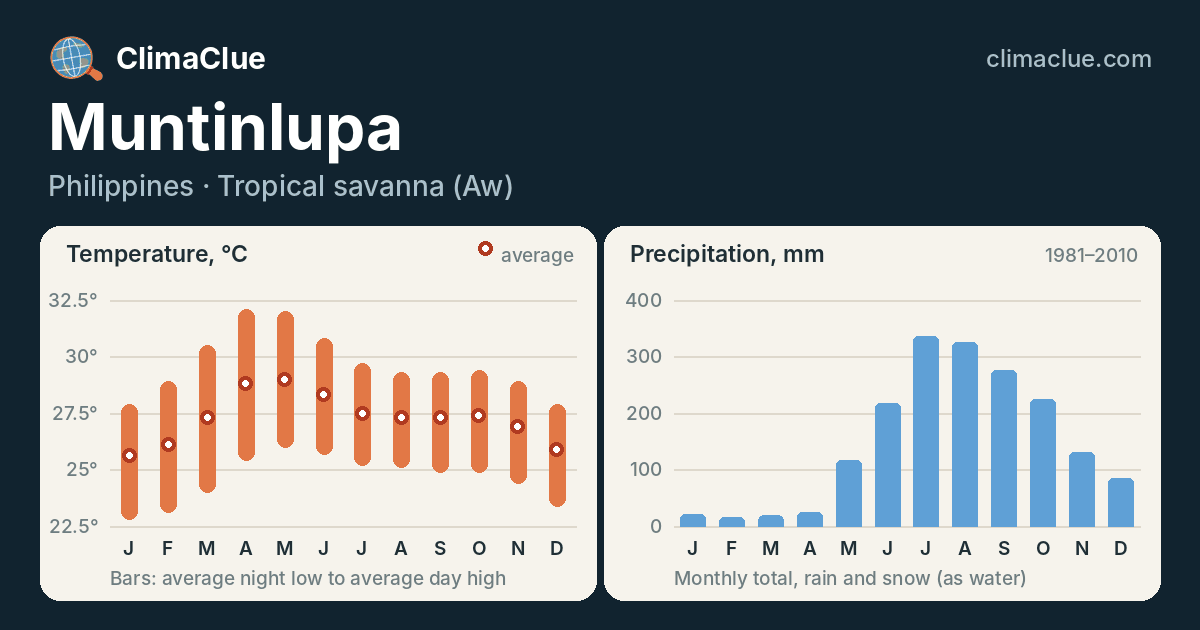 ClimaClue
climaclue.com
Muntinlupa
Philippines · Tropical savanna (Aw)
Temperature, °C
average
32.5°
30°
27.5°
25°
22.5°
J F M A M J J A S O N D
Bars: average night low to average day high
Precipitation, mm
1981–2010
400
300
200
100
0
J F M A M J J A S O N D
Monthly total, rain and snow (as water)